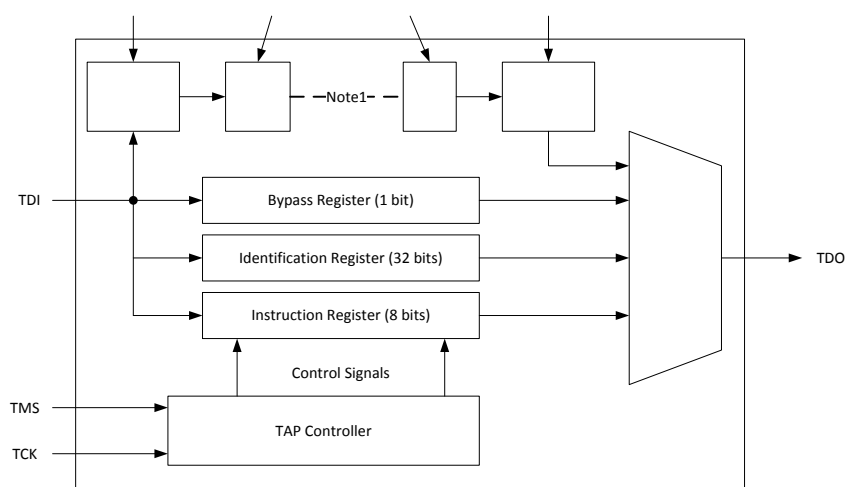 Note1
TDI
Bypass Register (1 bit)
Identification Register (32 bits)
TDO
Instruction Register (8 bits)
Control Signals
TMS
TAP Controller
TCK